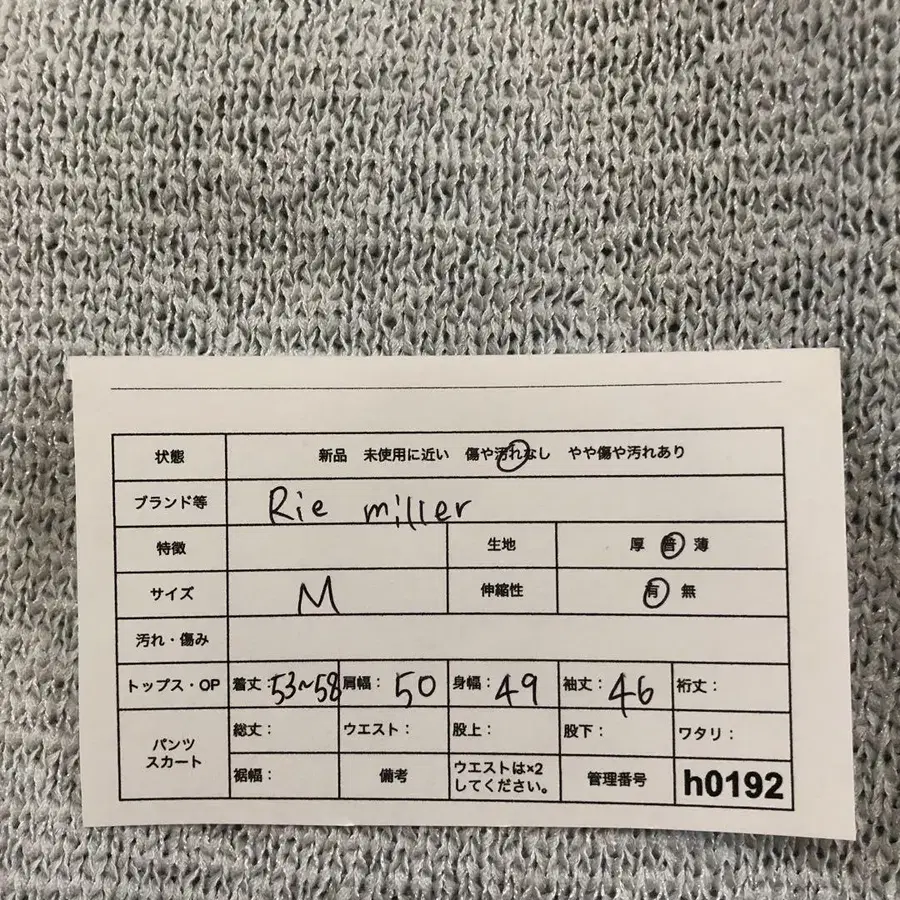 状態 新品 未使用に近い 傷や汚れなし やや傷や汚れあり
ブランド等 Rie miller
特徴 生地 厚 普 薄
サイズ M 伸縮性 有 無
汚れ・傷み
トップス・OP 着丈:53~58 肩幅: 50 身幅: 49 袖丈: 46 裄丈:
パンツ
スカート
総丈: ウエスト: 股上: 股下: ワタリ:
裾幅: 備考 ウエストは×2
してください。 管理番号 h0192